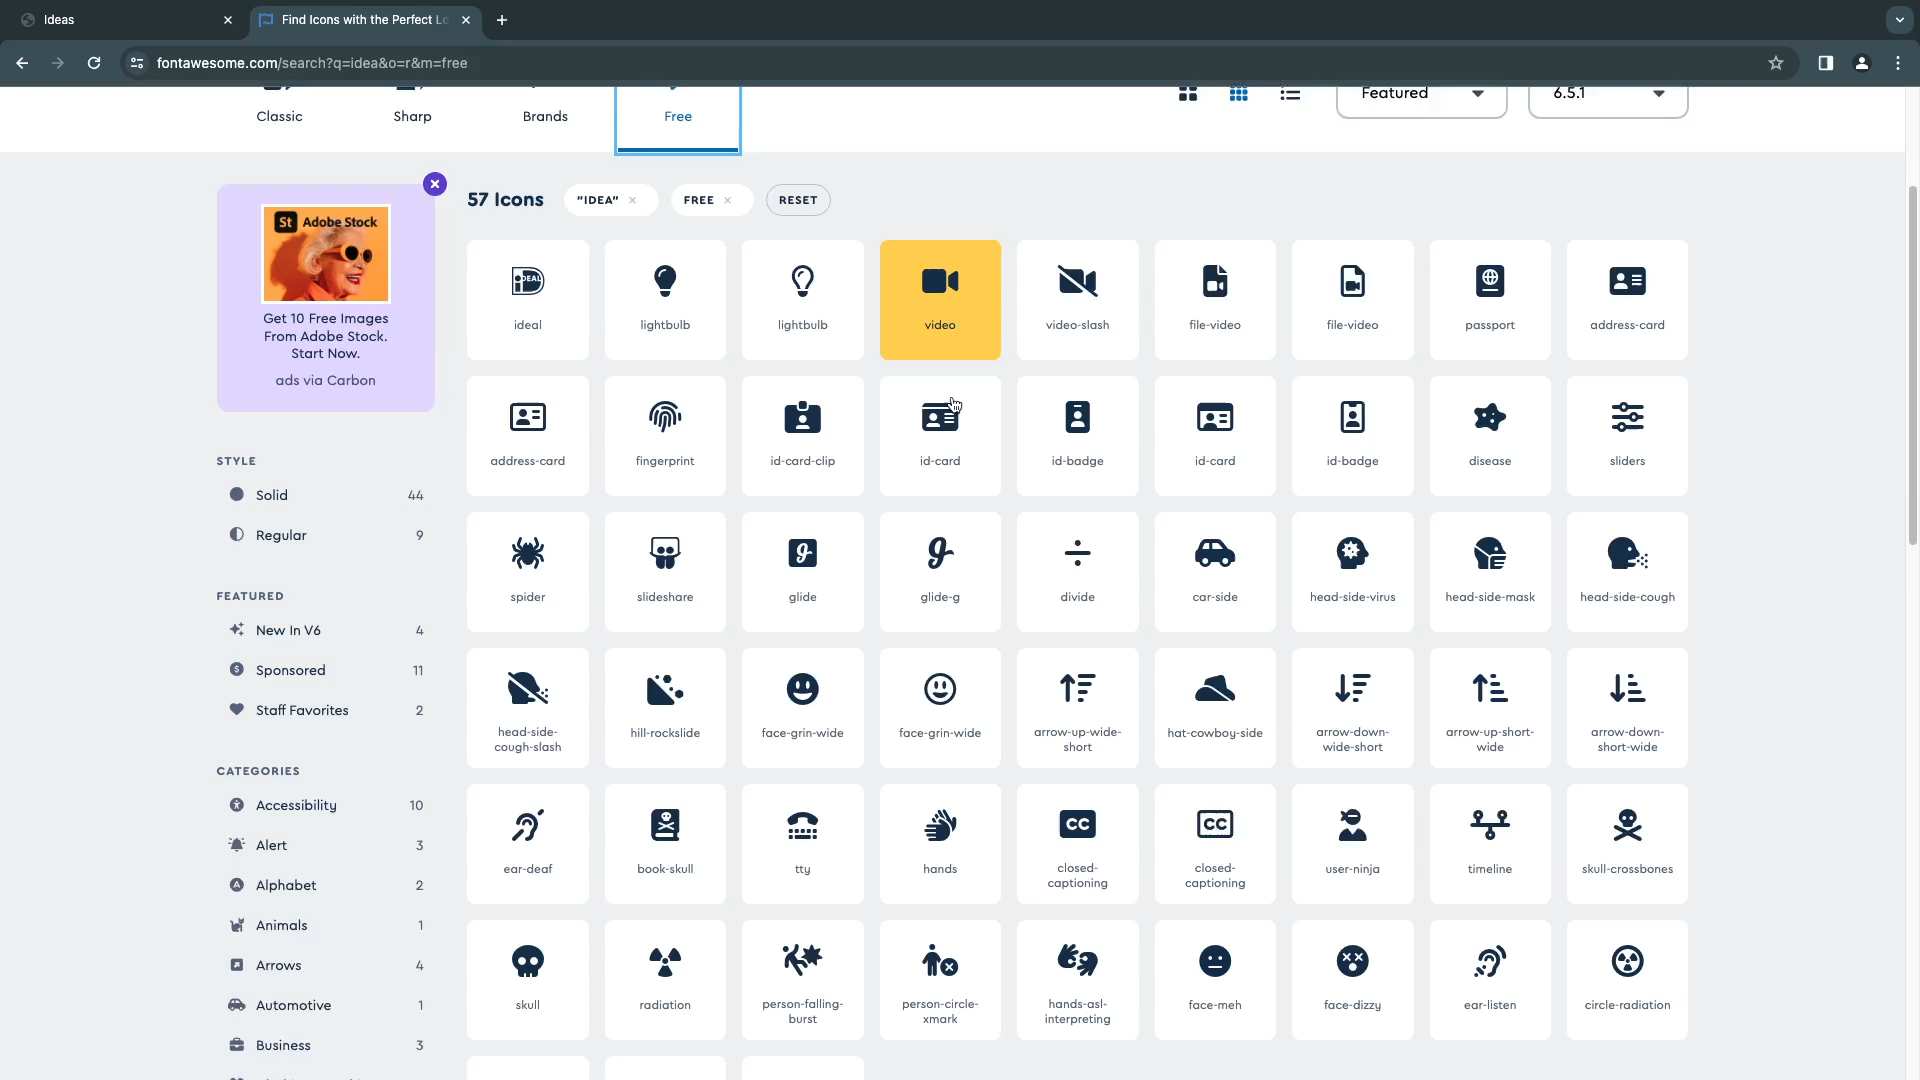 Ideas
Find Icons with the Perfect Lo
fontawesome.com/search?q=idea&o=r&m=free
Classic
Sharp
Brands
Free
Featured
6.5.1
St Adobe Stock
Get 10 Free Images
From Adobe Stock.
Start Now.
ads via Carbon
57 Icons
"IDEA"
FREE
RESET
iDEAL
ideal
lightbulb
lightbulb
video
video-slash
file-video
file-video
passport
address-card
address-card
fingerprint
id-card-clip
id-card
id-badge
id-card
id-badge
disease
sliders
STYLE
Solid 44
Regular 9
spider
slideshare
glide
glide-g
divide
car-side
head-side-virus
head-side-mask
head-side-cough
FEATURED
New In V6 4
Sponsored 11
Staff Favorites 2
head-side-
cough-slash
hill-rockslide
face-grin-wide
face-grin-wide
arrow-up-wide-
short
hat-cowboy-side
arrow-down-
wide-short
arrow-up-short-
wide
arrow-down-
short-wide
CATEGORIES
Accessibility 10
Alert 3
Alphabet 2
Animals 1
Arrows 4
Automotive 1
Business 3
ear-deaf
book-skull
tty
hands
CC
closed-
captioning
CC
closed-
captioning
user-ninja
timeline
skull-crossbones
skull
radiation
person-falling-
burst
person-circle-
xmark
hands-asl-
interpreting
face-meh
face-dizzy
ear-listen
circle-radiation